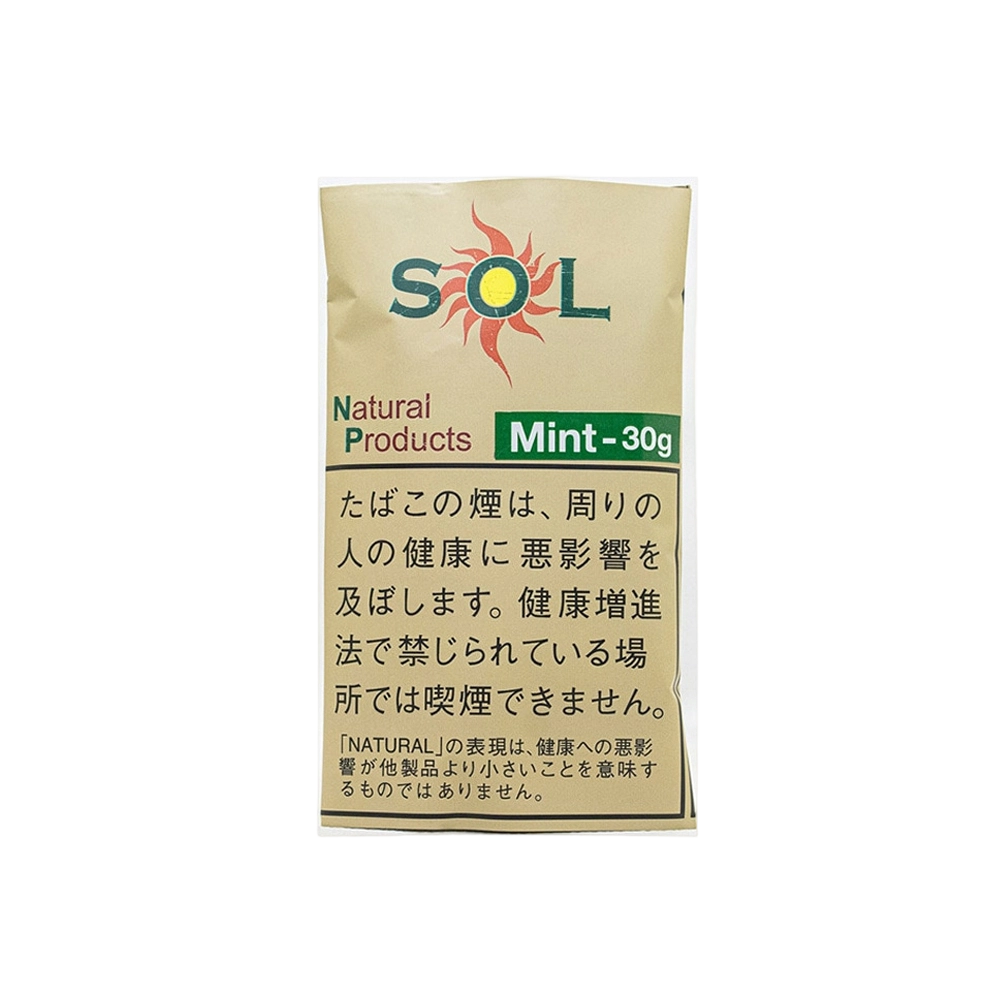 SOL
Natural
Products
Mint-30g
たばこの煙は、周りの
人の健康に悪影響を
及ぼします。健康増進
法で禁じられている場
所では喫煙できません。
「NATURAL」の表現は、健康への悪影
響が他製品より小さいことを意味す
るものではありません。